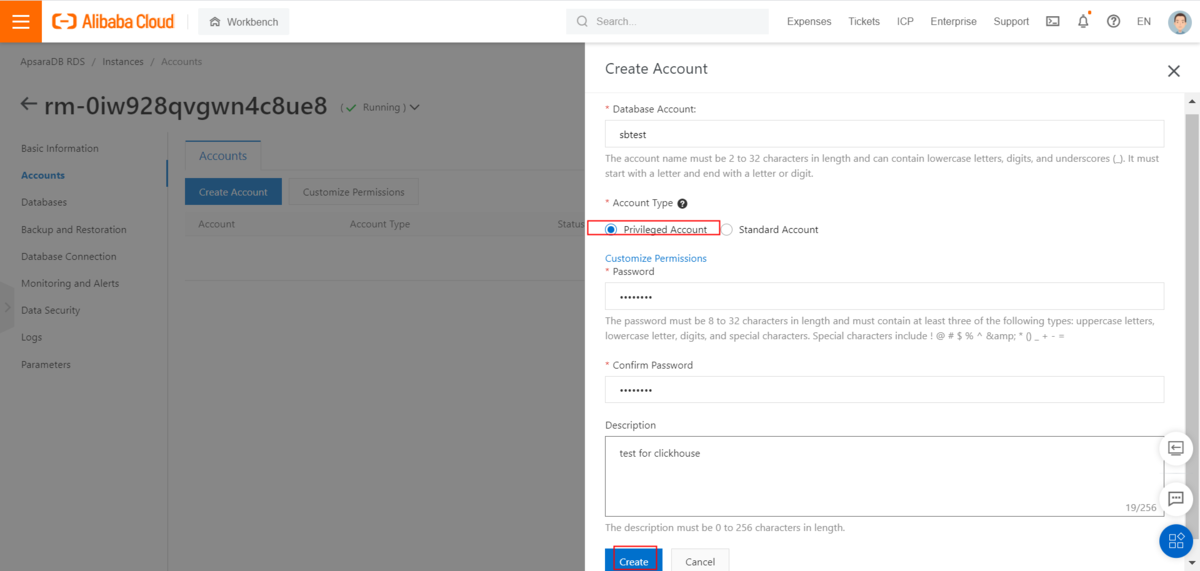 Alibaba Cloud
Workbench
Search...
Expenses
Tickets
ICP
Enterprise
Support
EN
ApsaraDB RDS / Instances / Accounts
rm-0iw928qvgwn4c8ue8
( Running )
Basic Information
Accounts
Databases
Backup and Restoration
Database Connection
Monitoring and Alerts
Data Security
Logs
Parameters
Accounts
Create Account
Customize Permissions
Account
Account Type
Status
Create Account
* Database Account:
sbtest
The account name must be 2 to 32 characters in length and can contain lowercase letters, digits, and underscores (_). It must
start with a letter and end with a letter or digit.
* Account Type
Privileged Account
Standard Account
Customize Permissions
* Password
••••••••
The password must be 8 to 32 characters in length and must contain at least three of the following types: uppercase letters,
lowercase letter, digits, and special characters. Special characters include ! @ # $ % ^ &amp; * () _ + - =
* Confirm Password
••••••••
Description
test for clickhouse
19/256
The description must be 0 to 256 characters in length.
Create
Cancel